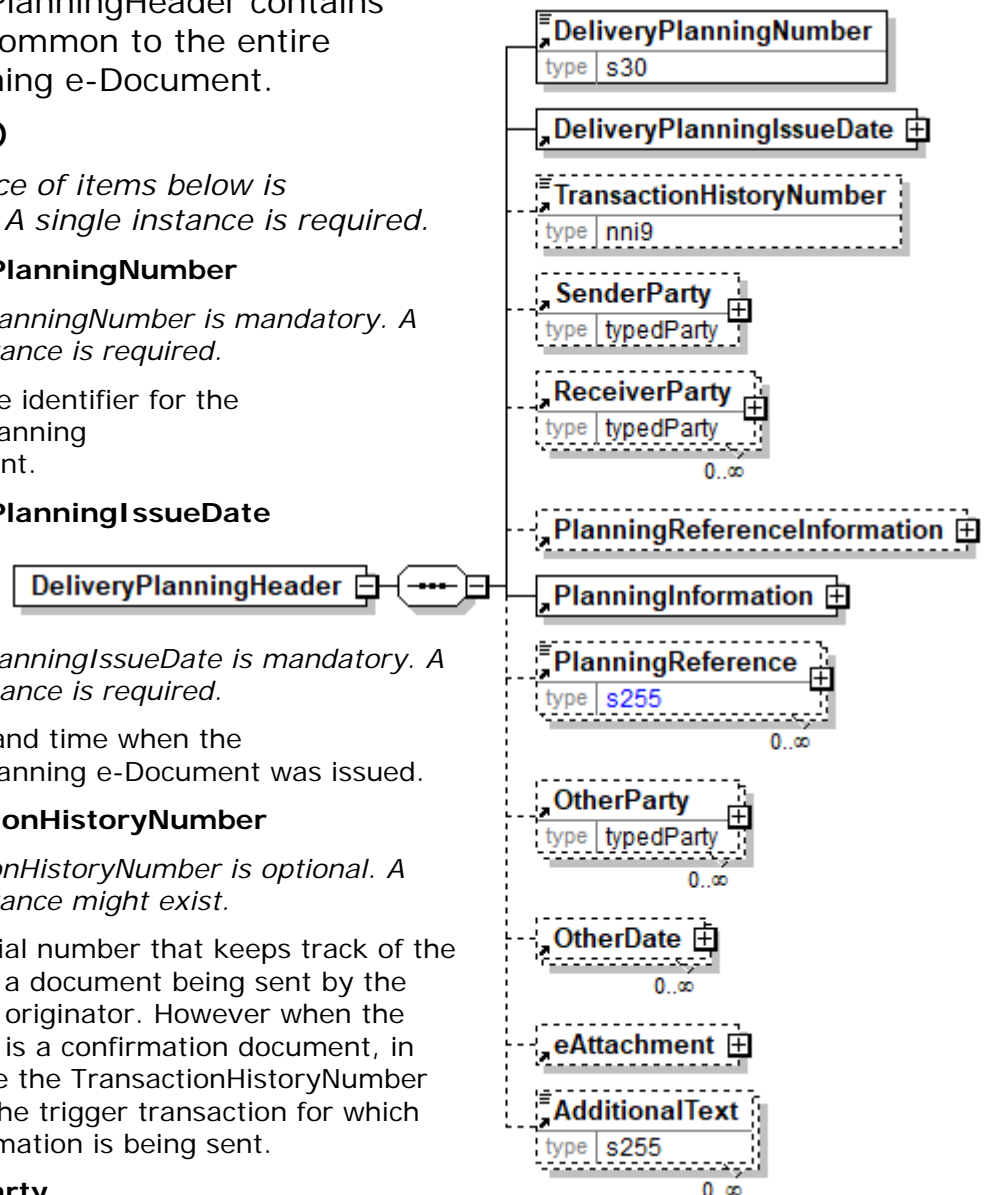 PlanningHeader contains
ommon to the entire
ning e-Document.
)
ce of items below is
A single instance is required.
PlanningNumber
anningNumber is mandatory. A
ance is required.
e identifier for the
anning
nt.
PlanningIssueDate
anningIssueDate is mandatory. A
ance is required.
and time when the
anning e-Document was issued.
onHistoryNumber
onHistoryNumber is optional. A
ance might exist.
ial number that keeps track of the
a document being sent by the
originator. However when the
is a confirmation document, in
e the TransactionHistoryNumber
he trigger transaction for which
mation is being sent.
arty
DeliveryPlanningHeader
DeliveryPlanningNumber
type s30
DeliveryPlanningIssueDate
TransactionHistoryNumber
type nni9
SenderParty
type typedParty
ReceiverParty
type typedParty
0..∞
PlanningReferenceInformation
PlanningInformation
PlanningReference
type s255
0..∞
OtherParty
type typedParty
0..∞
OtherDate
0..∞
eAttachment
AdditionalText
type s255
0..∞